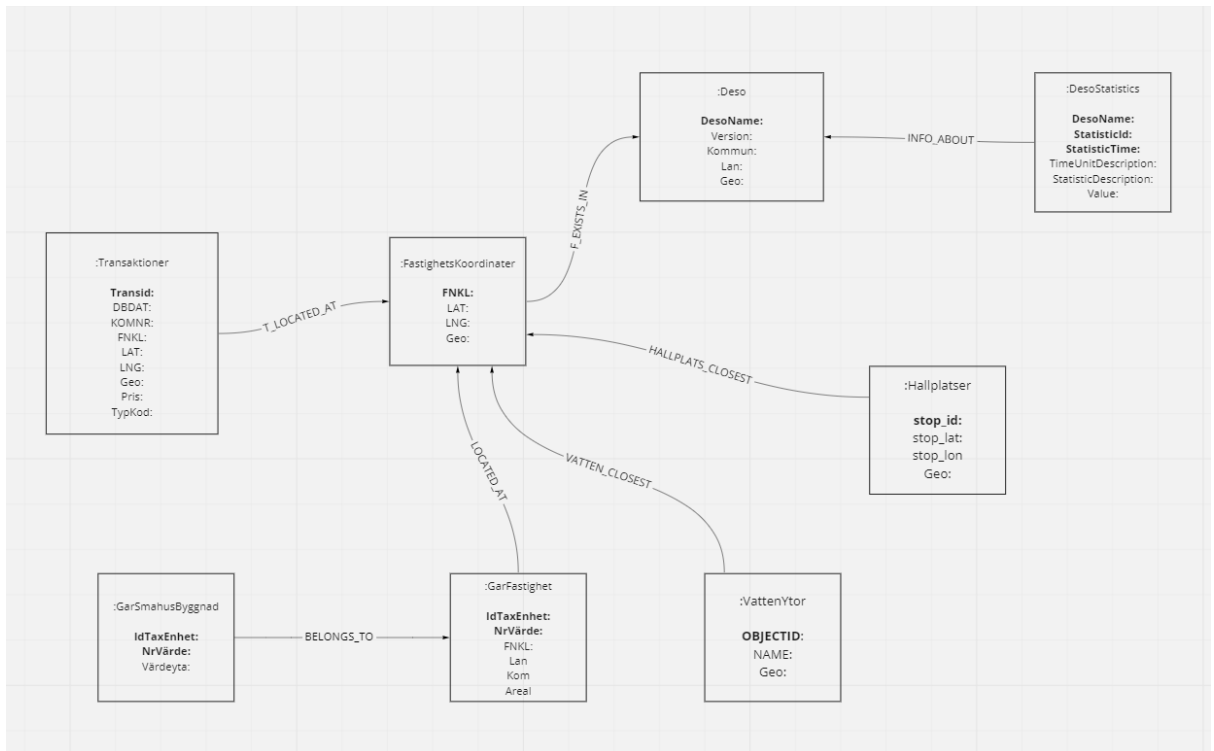 :Deso
DesoName:
Version:
Kommun:
Lan:
Geo:
INFO_ABOUT
:DesoStatistics
DesoName:
StatisticId:
StatisticTime:
TimeUnitDescription:
StatisticDescription:
Value:
F_EXISTS_IN
:Transaktioner
Transid:
DBDAT:
KOMNR:
FNKL:
LAT:
LNG:
Geo:
Pris:
TypKod:
T_LOCATED_AT
:FastighetsKoordinater
FNKL:
LAT:
LNG:
Geo:
HALLPLATS_CLOSEST
:Hallplatser
stop_id:
stop_lat:
stop_lon
Geo:
LOCATED_AT
VATTEN_CLOSEST
:GarSmahusByggnad
IdTaxEnhet:
NrVärde:
Värdeyta:
BELONGS_TO
:GarFastighet
IdTaxEnhet:
NrVärde:
FNKL:
Lan
Kom
Areal
:VattenYtor
OBJECTID:
NAME:
Geo: